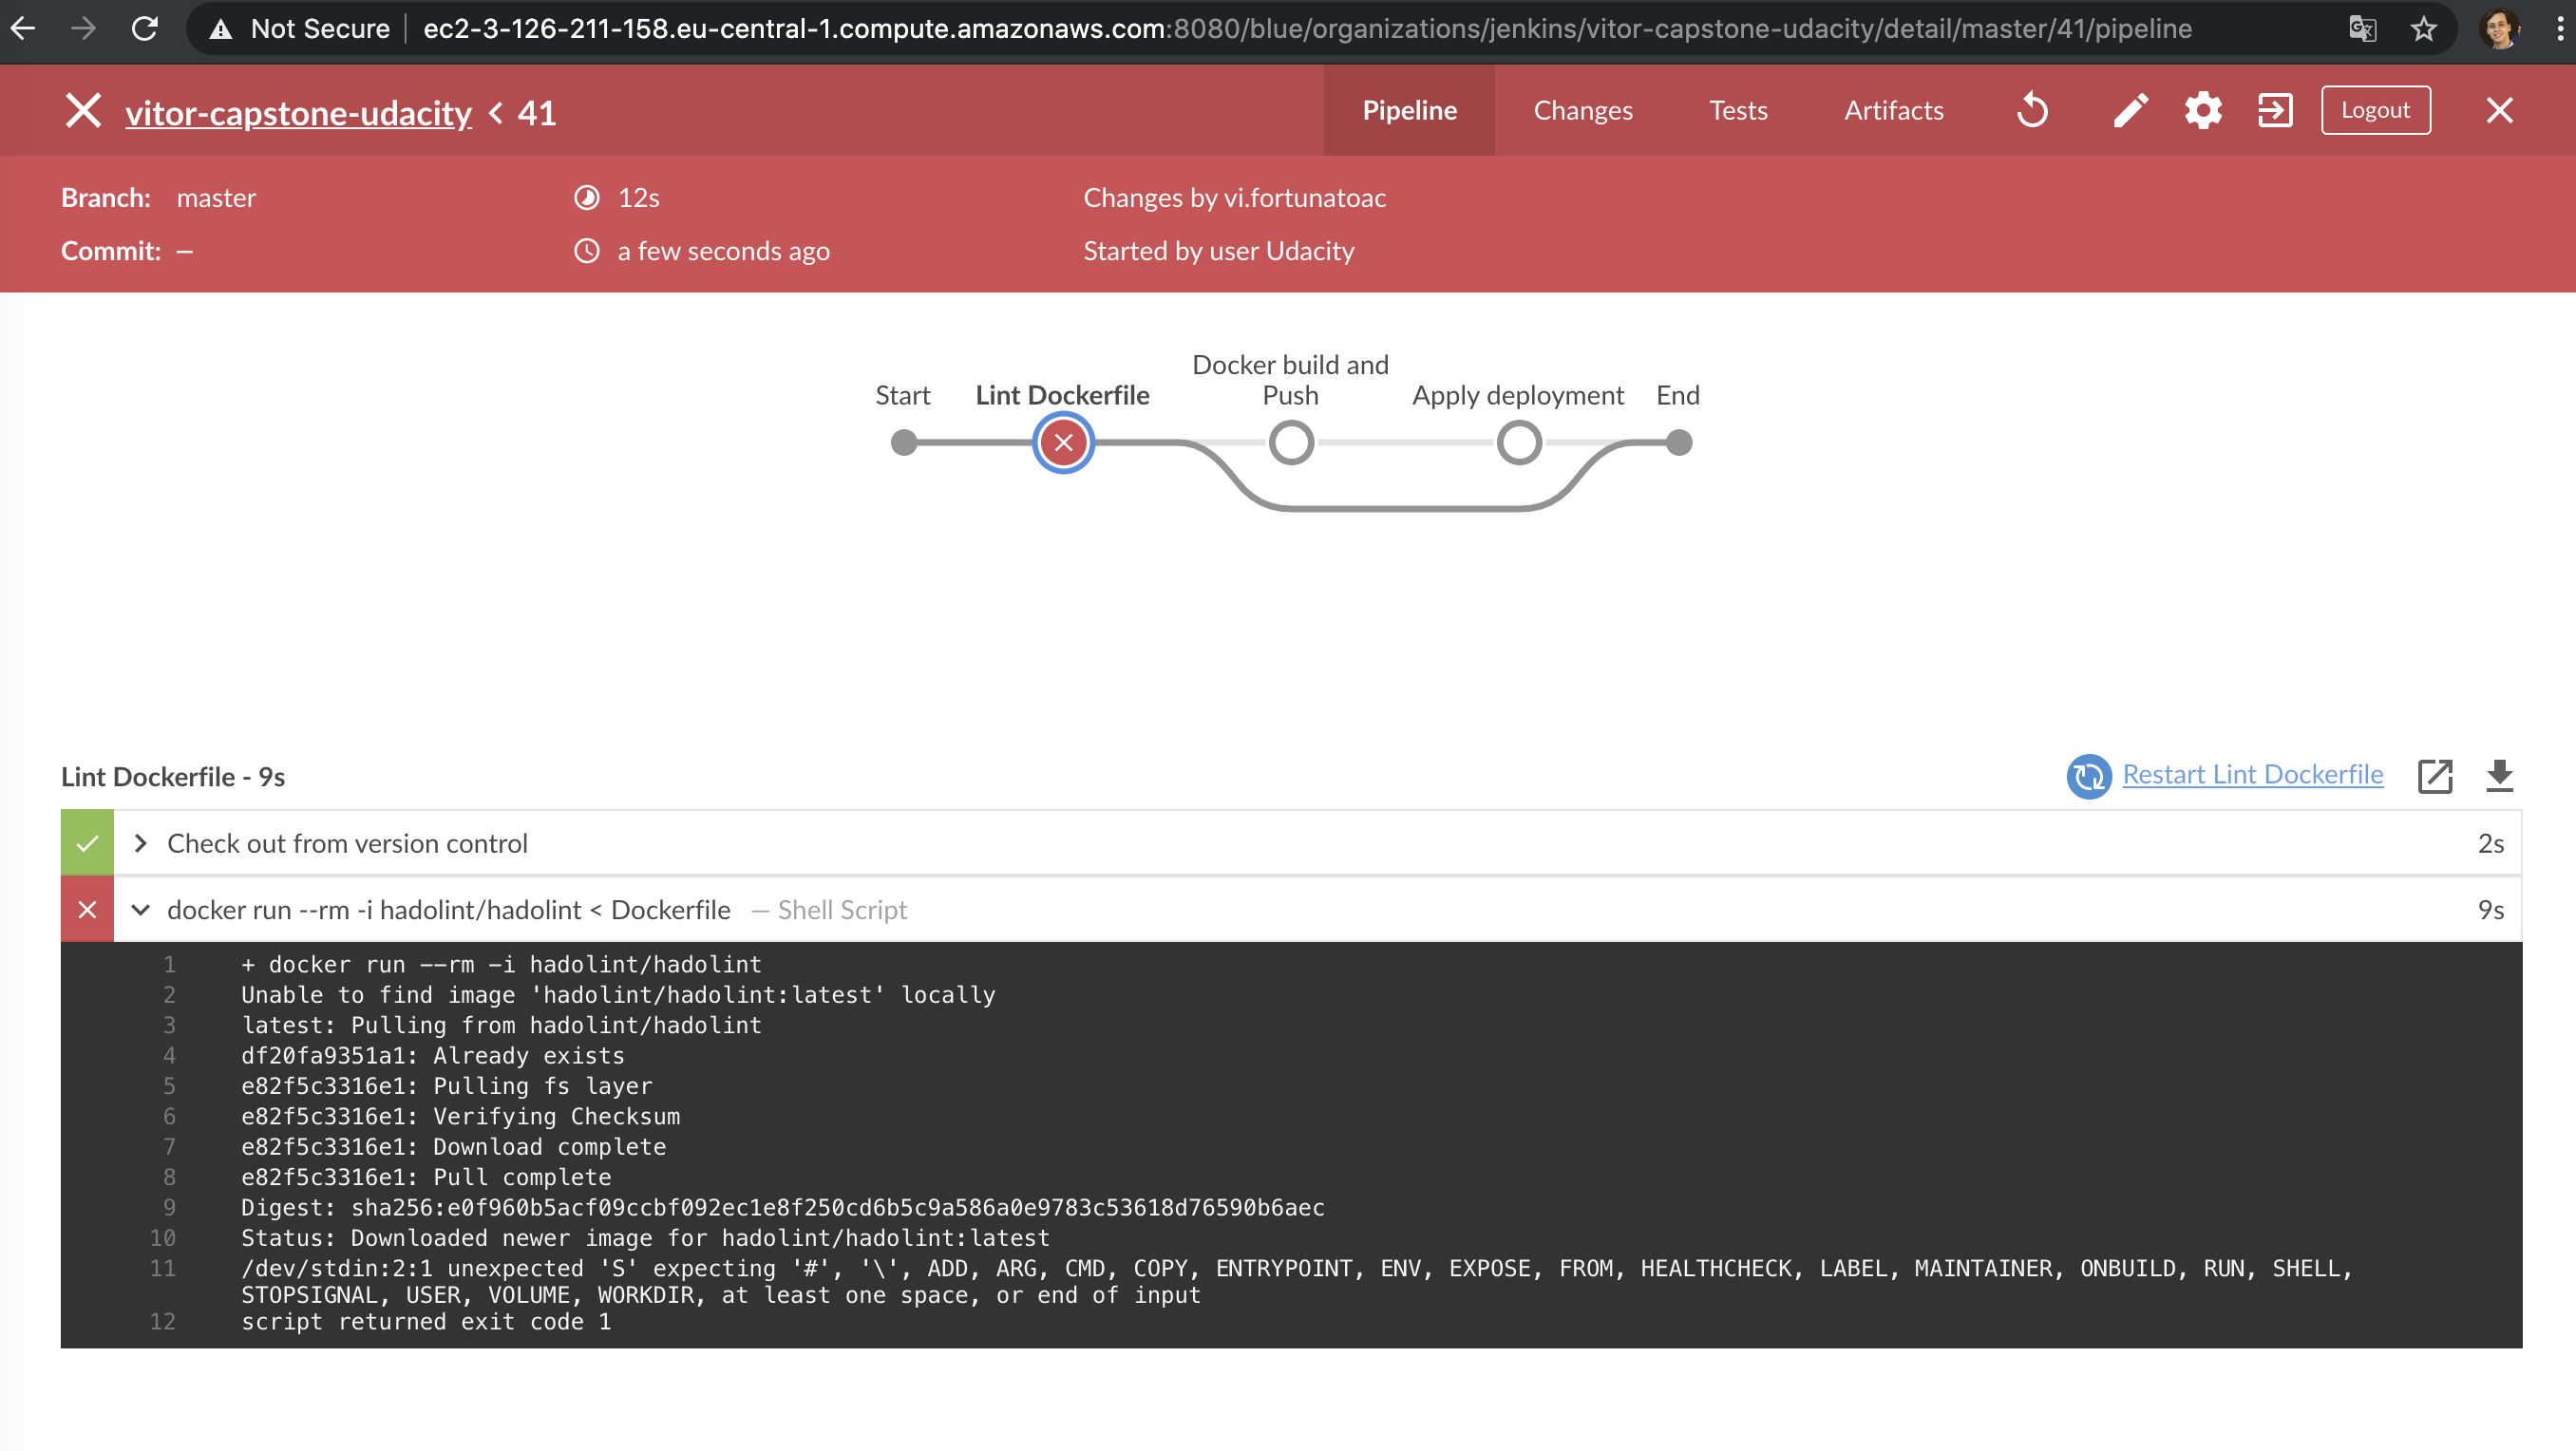 Not Secure ec2-3-126-211-158.eu-central-1.compute.amazonaws.com:8080/blue/organizations/jenkins/vitor-capstone-udacity/detail/master/41/pipeline
vitor-capstone-udacity < 41 Pipeline Changes Tests Artifacts Logout
Branch: master 12s Changes by vi.fortunatoac
Commit: — a few seconds ago Started by user Udacity
Docker build and
Start Lint Dockerfile Push Apply deployment End
Lint Dockerfile - 9s Restart Lint Dockerfile
Check out from version control 2s
docker run --rm -i hadolint/hadolint < Dockerfile — Shell Script 9s
1 + docker run --rm -i hadolint/hadolint
2 Unable to find image 'hadolint/hadolint:latest' locally
3 latest: Pulling from hadolint/hadolint
4 df20fa9351a1: Already exists
5 e82f5c3316e1: Pulling fs layer
6 e82f5c3316e1: Verifying Checksum
7 e82f5c3316e1: Download complete
8 e82f5c3316e1: Pull complete
9 Digest: sha256:e0f960b5acf09ccbf092ec1e8f250cd6b5c9a586a0e9783c53618d76590b6aec
10 Status: Downloaded newer image for hadolint/hadolint:latest
11 /dev/stdin:2:1 unexpected 'S' expecting '#', '\', ADD, ARG, CMD, COPY, ENTRYPOINT, ENV, EXPOSE, FROM, HEALTHCHECK, LABEL, MAINTAINER, ONBUILD, RUN, SHELL,
STOPSIGNAL, USER, VOLUME, WORKDIR, at least one space, or end of input
12 script returned exit code 1